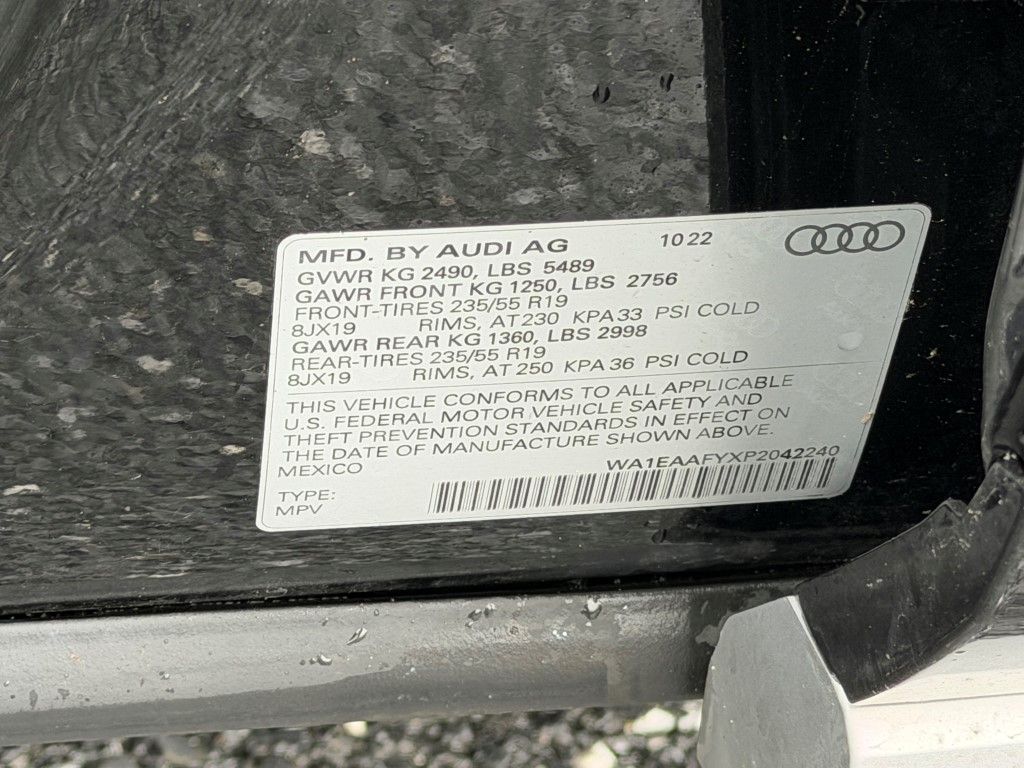 MFD. BY AUDI AG 10 22
GVWR KG 2490, LBS 5489
GAWR FRONT KG 1250, LBS 2756
FRONT-TIRES 235/55 R19
8JX19 RIMS, AT 230 KPA 33 PSI COLD
GAWR REAR KG 1360, LBS 2998
REAR-TIRES 235/55 R19
8JX19 RIMS, AT 250 KPA 36 PSI COLD
THIS VEHICLE CONFORMS TO ALL APPLICABLE
U.S. FEDERAL MOTOR VEHICLE SAFETY AND
THEFT PREVENTION STANDARDS IN EFFECT ON
THE DATE OF MANUFACTURE SHOWN ABOVE.
MEXICO WA1EAAFYXP2042240
TYPE:
MPV